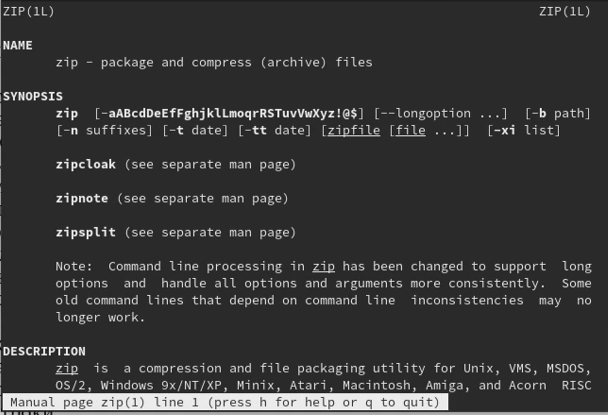 ZIP(1L) ZIP(1L)
NAME
zip - package and compress (archive) files
SYNOPSIS
zip [-aABcdDeEfFghjklLmoqrRSTuvVwXyz!@$] [--longoption ...] [-b path]
[-n suffixes] [-t date] [-tt date] [zipfile [file ...]] [-xi list]
zipcloak (see separate man page)
zipnote (see separate man page)
zipsplit (see separate man page)
Note: Command line processing in zip has been changed to support long
options and handle all options and arguments more consistently. Some
old command lines that depend on command line inconsistencies may no
longer work.
DESCRIPTION
zip is a compression and file packaging utility for Unix, VMS, MSDOS,
OS/2, Windows 9x/NT/XP, Minix, Atari, Macintosh, Amiga, and Acorn RISC
Manual page zip(1) line 1 (press h for help or q to quit)